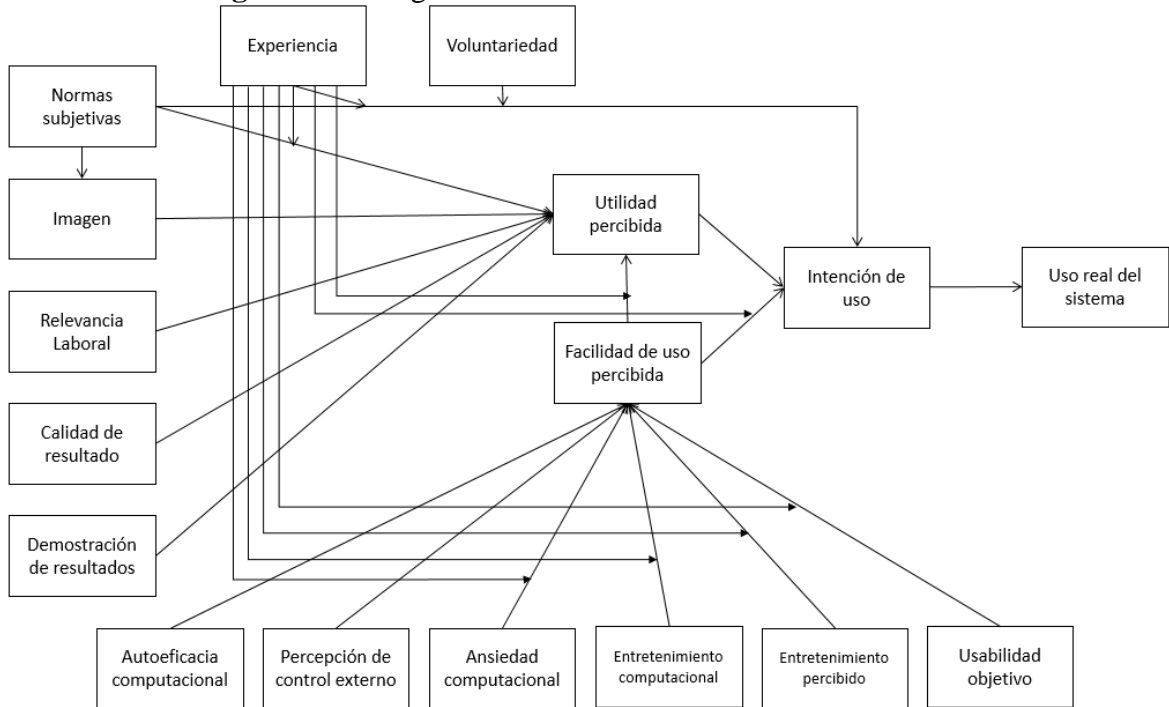 Experiencia
Voluntariedad
Normas
subjetivas
Imagen
Utilidad
percibida
Intención de
uso
Uso real del
sistema
Relevancia
Laboral
Facilidad de uso
percibida
Calidad de
resultado
Demostración
de resultados
Autoeficacia
computacional
Percepción de
control externo
Ansiedad
computacional
Entretenimiento
computacional
Entretenimiento
percibido
Usabilidad
objetivo